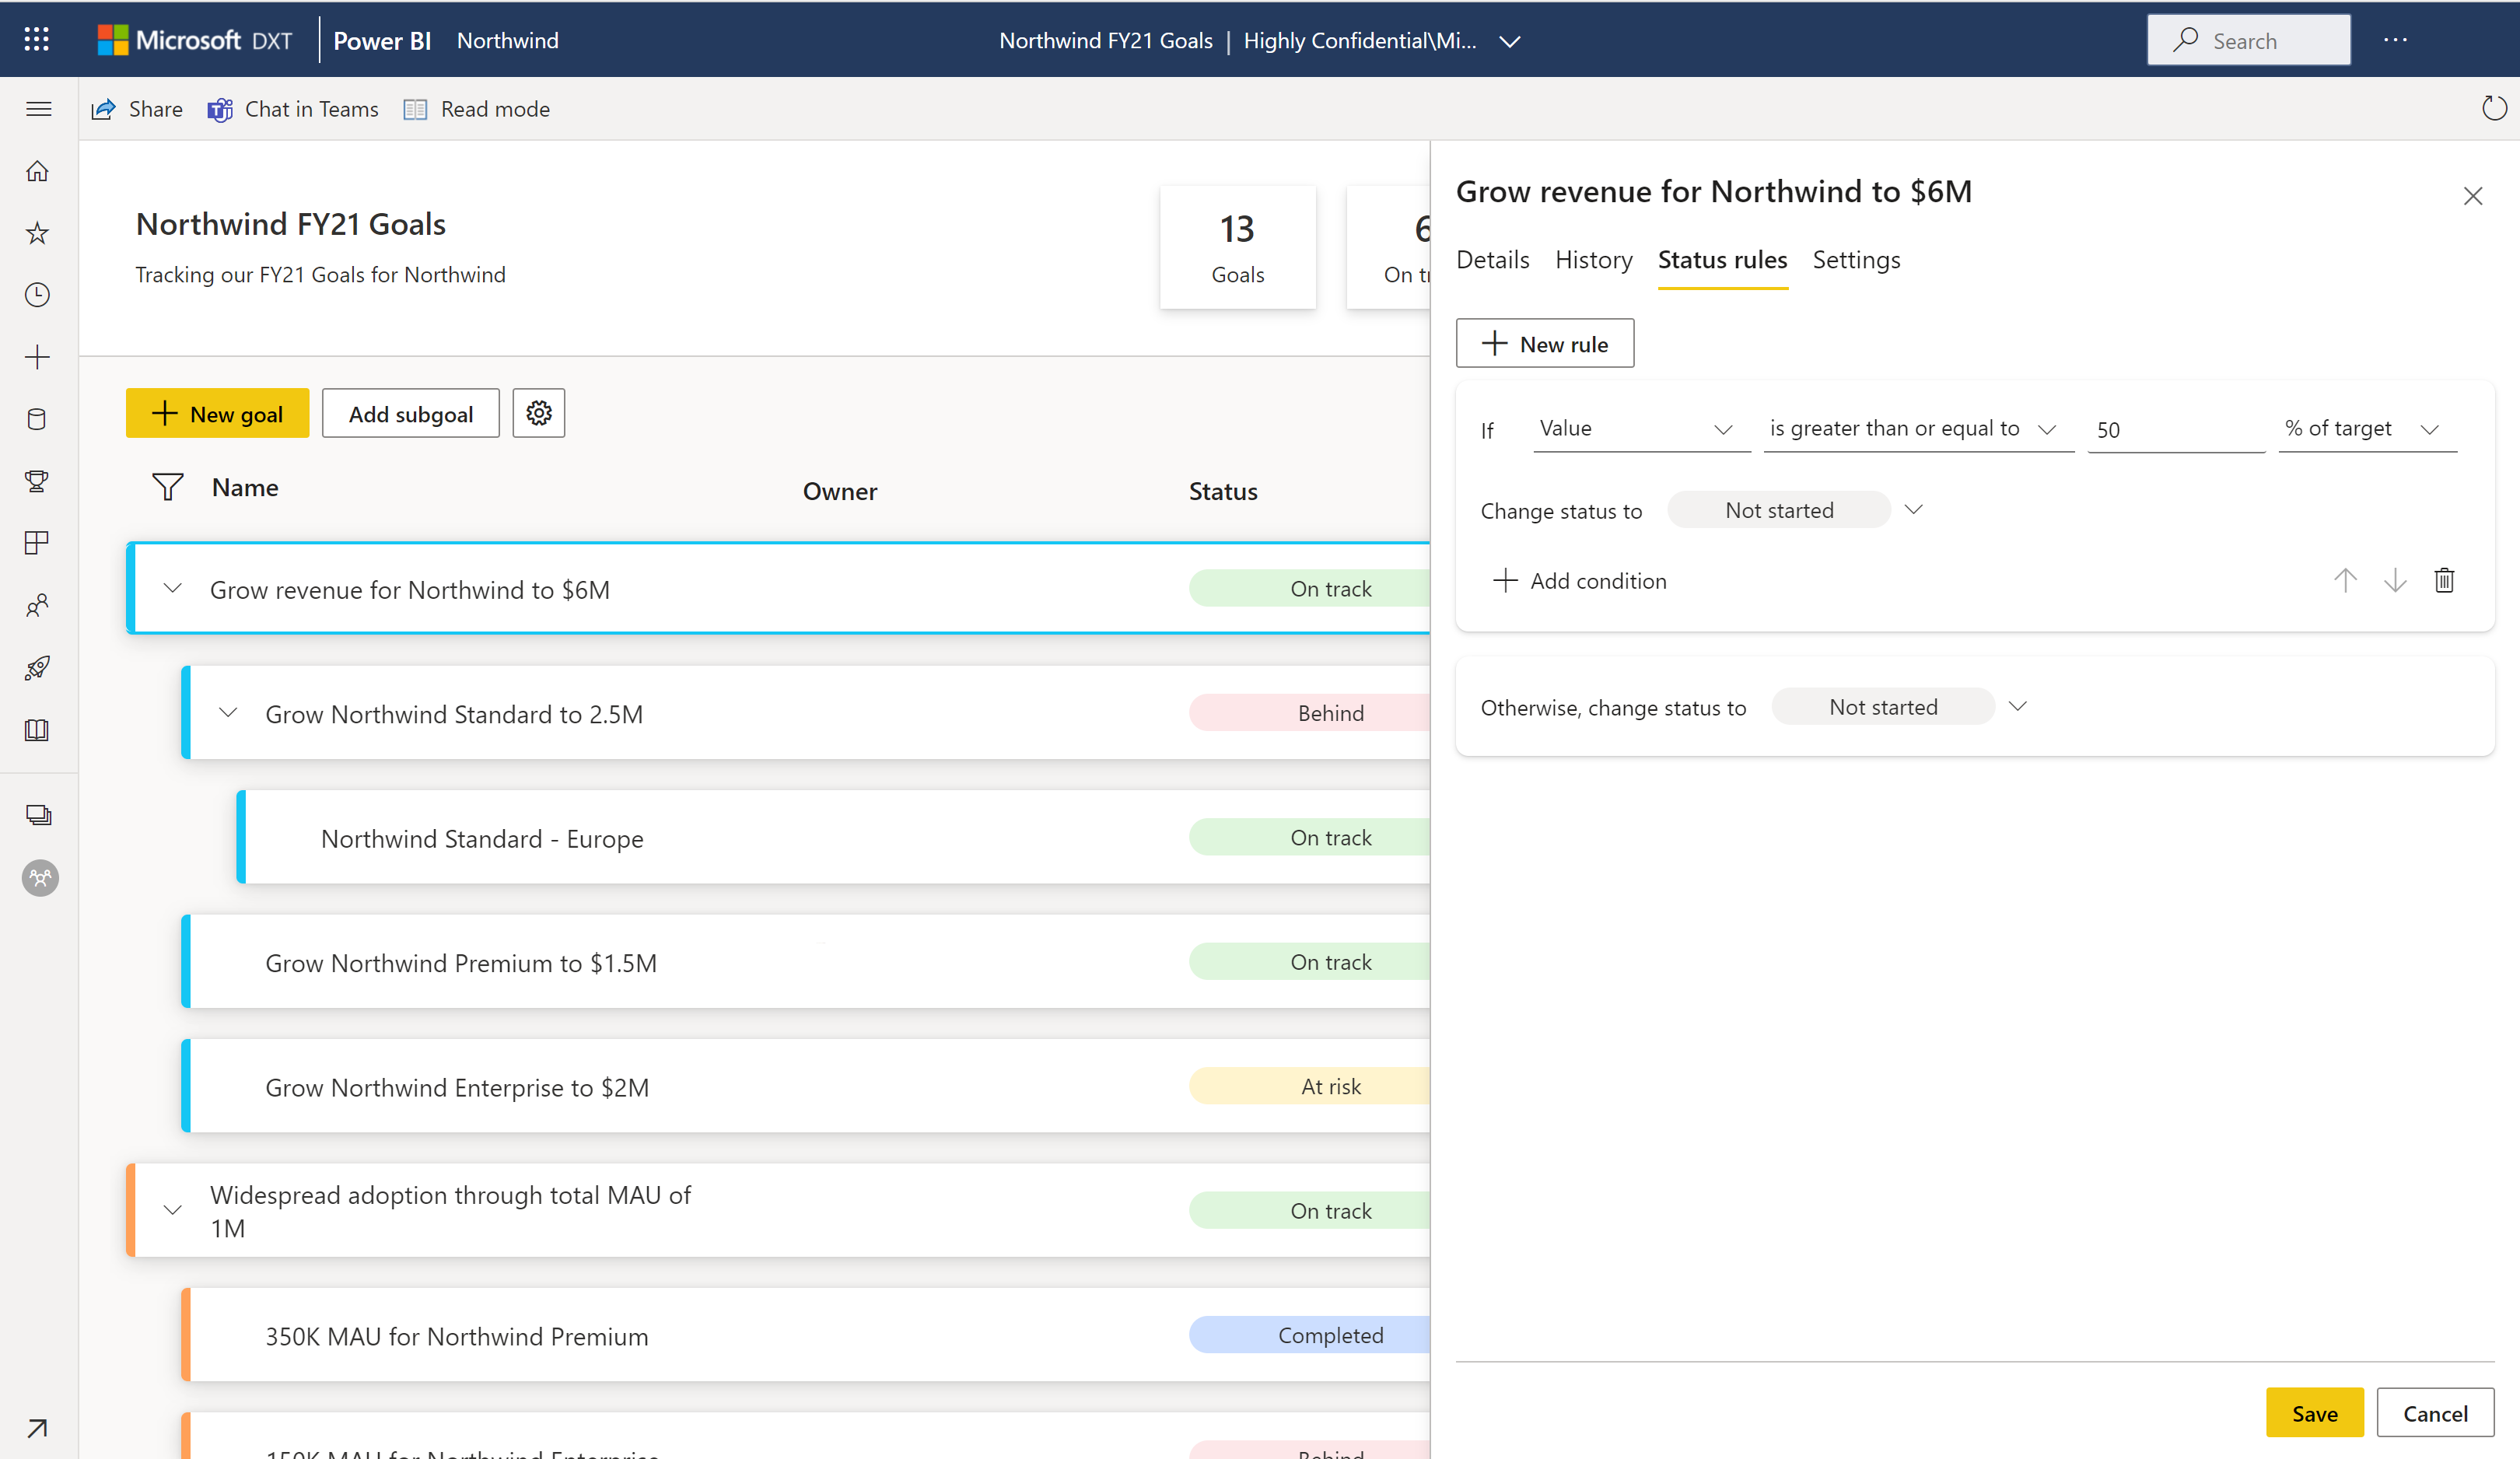 Microsoft DXT
Power BI
Northwind
Northwind FY21 Goals | Highly Confidential\Mi...
Search
Share
Chat in Teams
Read mode
Northwind FY21 Goals
Tracking our FY21 Goals for Northwind
13
Goals
6
On tr
New goal
Add subgoal
Name
Owner
Status
Grow revenue for Northwind to $6M
On track
Grow Northwind Standard to 2.5M
Behind
Northwind Standard - Europe
On track
Grow Northwind Premium to $1.5M
On track
Grow Northwind Enterprise to $2M
At risk
Widespread adoption through total MAU of
1M
On track
350K MAU for Northwind Premium
Completed
150K MAU for Northwind Enterprise
Behind
Grow revenue for Northwind to $6M
Details
History
Status rules
Settings
New rule
If
Value
is greater than or equal to
50
% of target
Change status to
Not started
Add condition
Otherwise, change status to
Not started
Save
Cancel